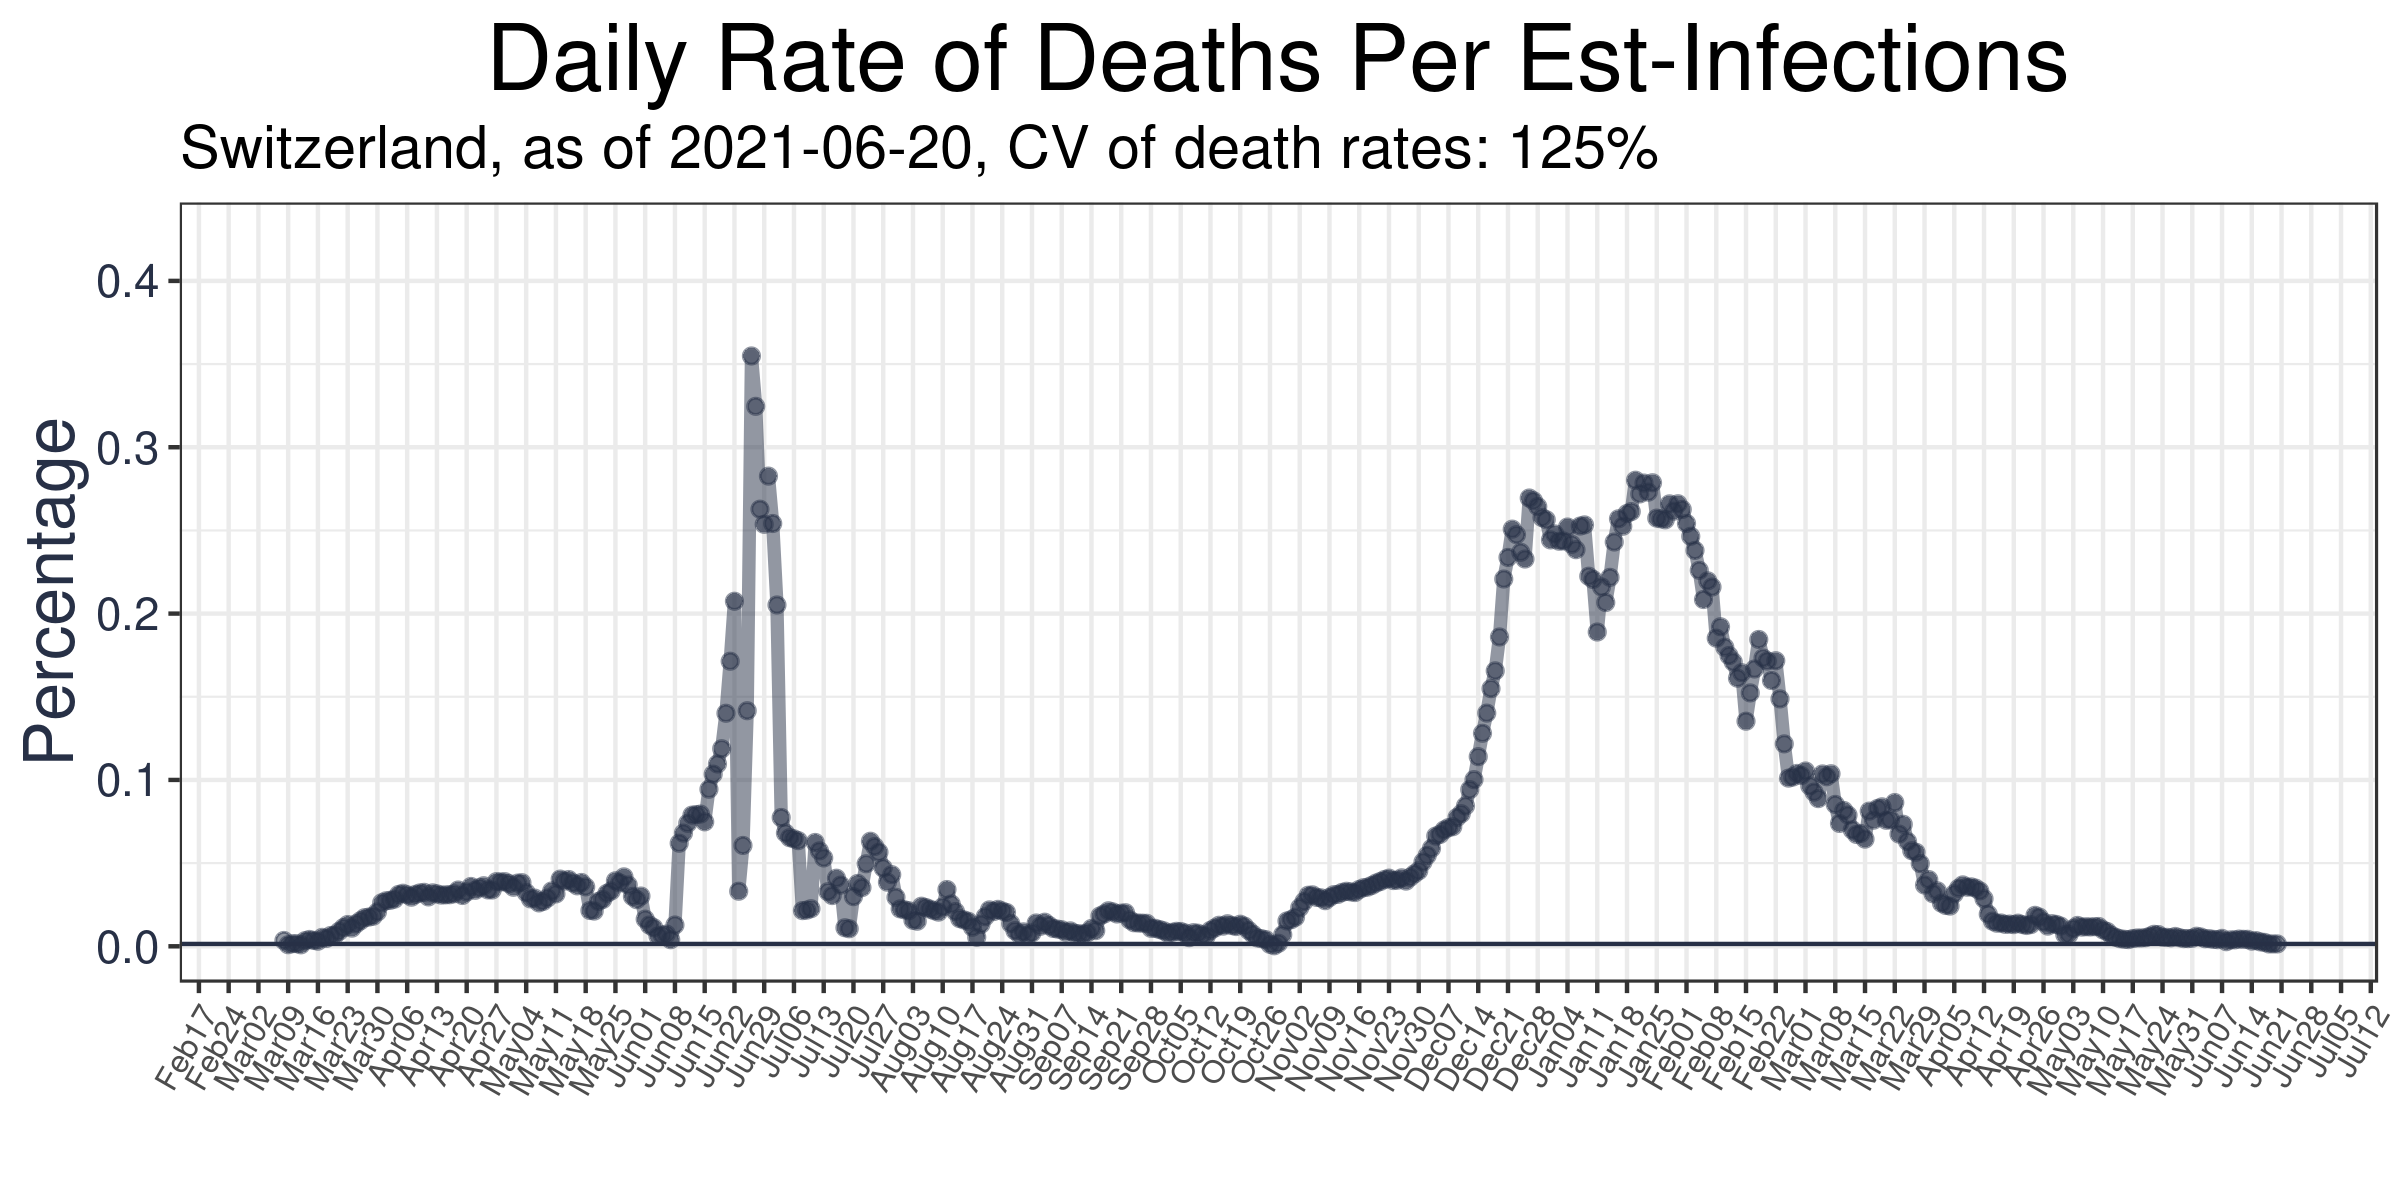 Daily Rate of Deaths Per Est-Infections
Switzerland, as of 2021-06-20, CV of death rates: 125%
Percentage
0.4
0.3
0.2
0.1
0.0
Feb17
Feb24
Mar02
Mar09
Mar16
Mar23
Mar30
Apr06
Apr13
Apr20
Apr27
May04
May11
May18
May25
Jun01
Jun08
Jun15
Jun22
Jun29
Jul06
Jul13
Jul20
Jul27
Aug03
Aug10
Aug17
Aug24
Aug31
Sep07
Sep14
Sep21
Sep28
Oct05
Oct12
Oct19
Oct26
Nov02
Nov09
Nov16
Nov23
Nov30
Dec07
Dec14
Dec21
Dec28
Jan04
Jan11
Jan18
Jan25
Feb01
Feb08
Feb15
Feb22
Mar01
Mar08
Mar15
Mar22
Mar29
Apr05
Apr12
Apr19
Apr26
May03
May10
May17
May24
May31
Jun07
Jun14
Jun21
Jun28
Jul05
Jul12